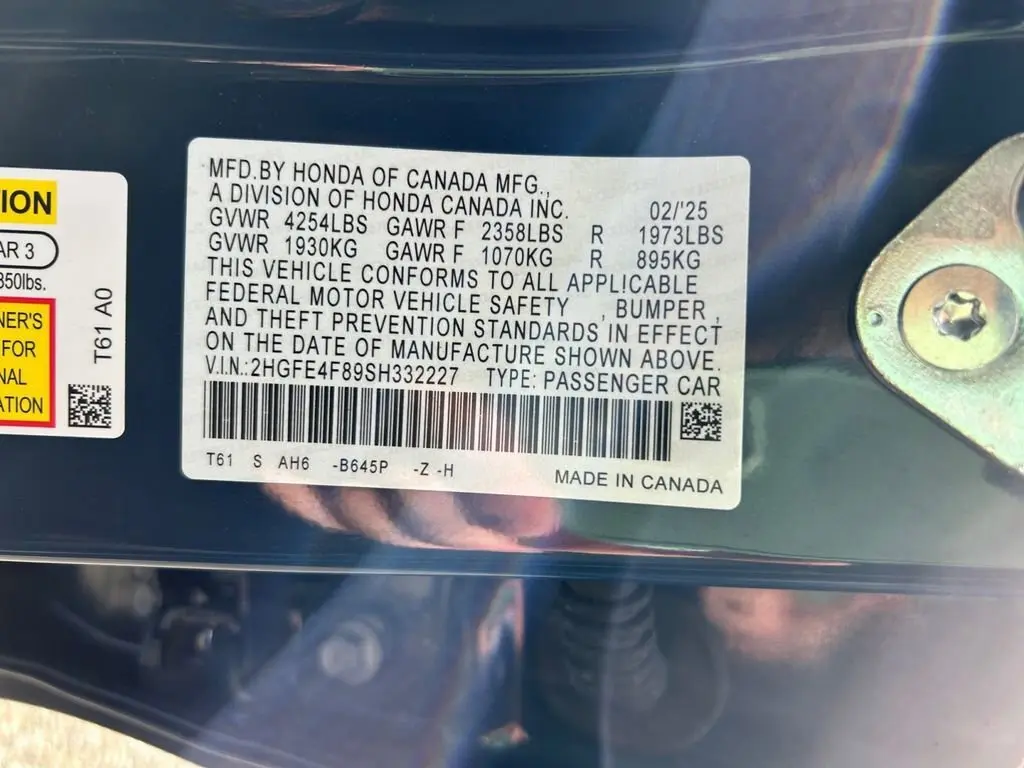 ION
AR 3
850lbs.
NER'S
FOR
NAL
ATION
T61 A0
MFD.BY HONDA OF CANADA MFG.,
A DIVISION OF HONDA CANADA INC. 02/'25
GVWR 4254LBS GAWR F 2358LBS R 1973LBS
GVWR 1930KG GAWR F 1070KG R 895KG
THIS VEHICLE CONFORMS TO ALL APPLICABLE
FEDERAL MOTOR VEHICLE SAFETY , BUMPER ,
AND THEFT PREVENTION STANDARDS IN EFFECT
ON THE DATE OF MANUFACTURE SHOWN ABOVE.
V.I.N.:2HGFE4F89SH332227 TYPE: PASSENGER CAR
T61 S AH6 -B645P -Z -H MADE IN CANADA